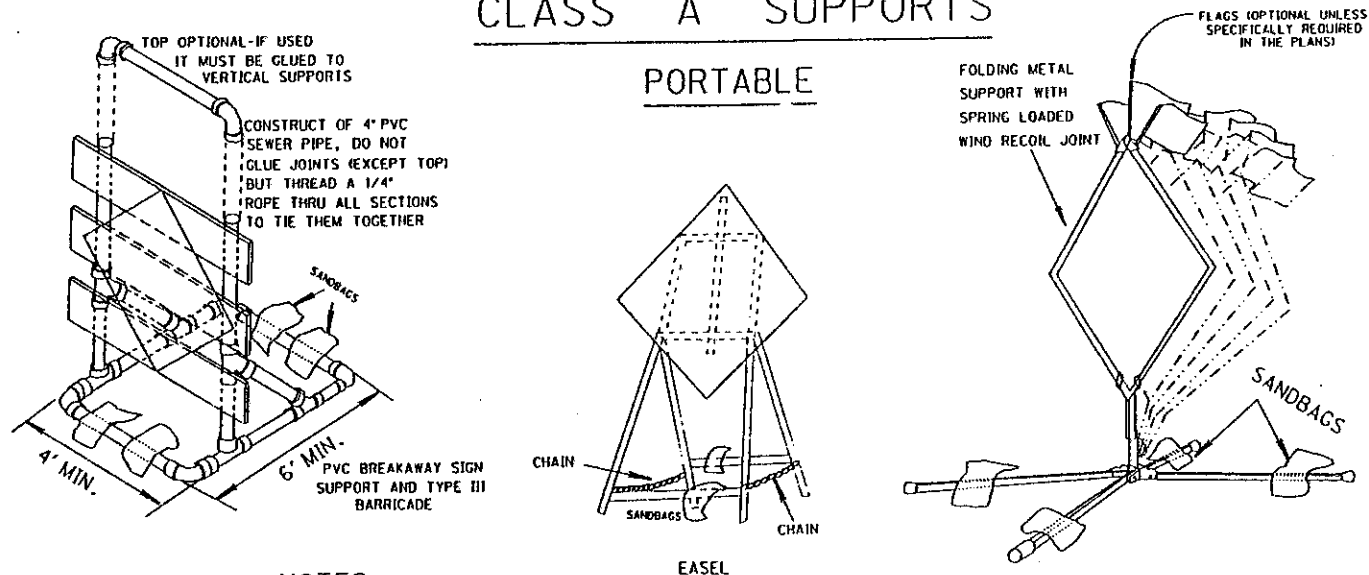 CLASS A SUPPORTS
PORTABLE
TOP OPTIONAL-IF USED
IT MUST BE GLUED TO
VERTICAL SUPPORTS
CONSTRUCT OF 4" PVC
SEWER PIPE, DO NOT
GLUE JOINTS (EXCEPT TOP)
BUT THREAD A 1/4"
ROPE THRU ALL SECTIONS
TO TIE THEM TOGETHER
SANDBAGS
4' MIN.
6' MIN.
PVC BREAKAWAY SIGN
SUPPORT AND TYPE III
BARRICADE
CHAIN
SANDBAGS
CHAIN
EASEL
FLAGS (OPTIONAL UNLESS
SPECIFICALLY REQUIRED
IN THE PLANS)
FOLDING METAL
SUPPORT WITH
SPRING LOADED
WIND RECOIL JOINT
SANDBAGS
NOTES